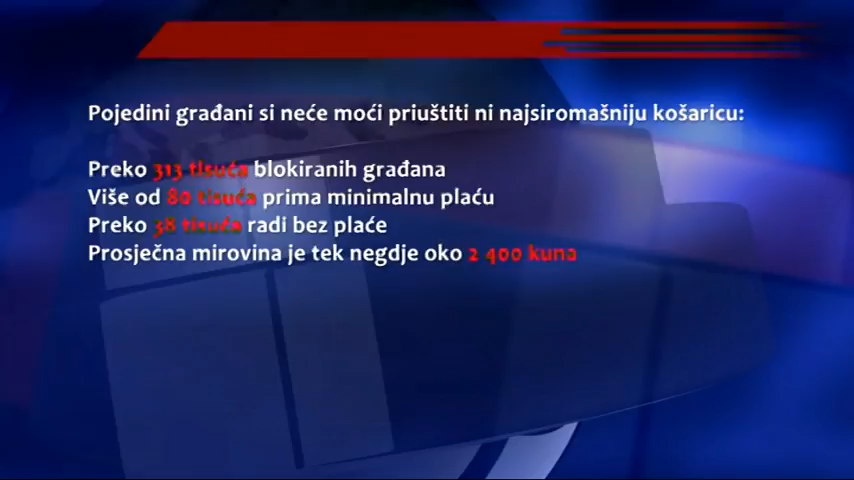 Pojedini građani si neće moći priuštiti ni najsiromašniju košaricu:
Preko 313 tisuća blokiranih građana
Više od 80 tisuća prima minimalnu plaću
Preko 38 tisuća radi bez plaće
Prosječna mirovina je tek negdje oko 2 400 kuna